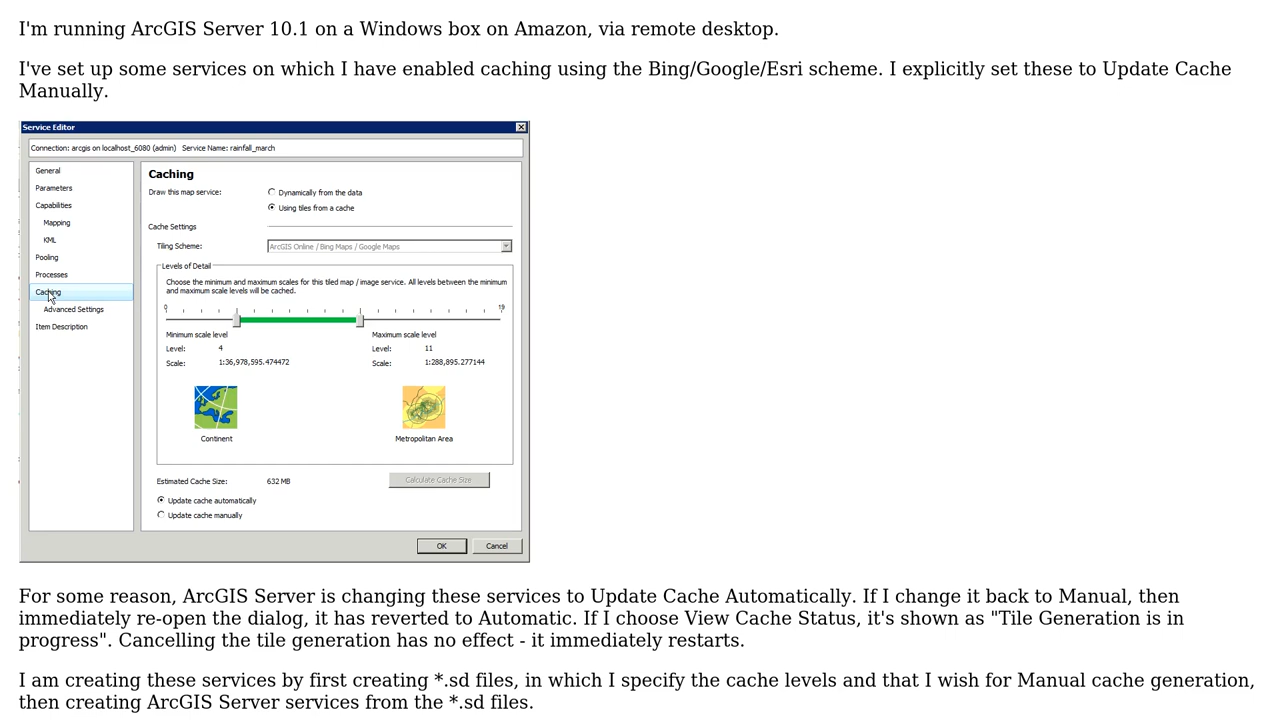 I'm running ArcGIS Server 10.1 on a Windows box on Amazon, via remote desktop.
I've set up some services on which I have enabled caching using the Bing/Google/Esri scheme. I explicitly set these to Update Cache
Manually.
Service Editor
Connection: arcgis on localhost_6080 (admin) Service Name: rainfall_march
General
Parameters
Capabilities
Mapping
KML
Pooling
Processes
Caching
Advanced Settings
Item Description
Caching
Draw this map service:
Dynamically from the data
Using tiles from a cache
Cache Settings
Tiling Scheme:
ArcGIS Online / Bing Maps / Google Maps
Levels of Detail
Choose the minimum and maximum scales for this tiled map / image service. All levels between the minimum
and maximum scale levels will be cached.
0 19
Minimum scale level
Level: 4
Scale: 1:36,978,595.474472
Continent
Maximum scale level
Level: 11
Scale: 1:288,895.277144
Metropolitan Area
Estimated Cache Size: 632 MB
Calculate Cache Size
Update cache automatically
Update cache manually
OK Cancel
For some reason, ArcGIS Server is changing these services to Update Cache Automatically. If I change it back to Manual, then
immediately re-open the dialog, it has reverted to Automatic. If I choose View Cache Status, it's shown as "Tile Generation is in
progress". Cancelling the tile generation has no effect - it immediately restarts.
I am creating these services by first creating *.sd files, in which I specify the cache levels and that I wish for Manual cache generation,
then creating ArcGIS Server services from the *.sd files.